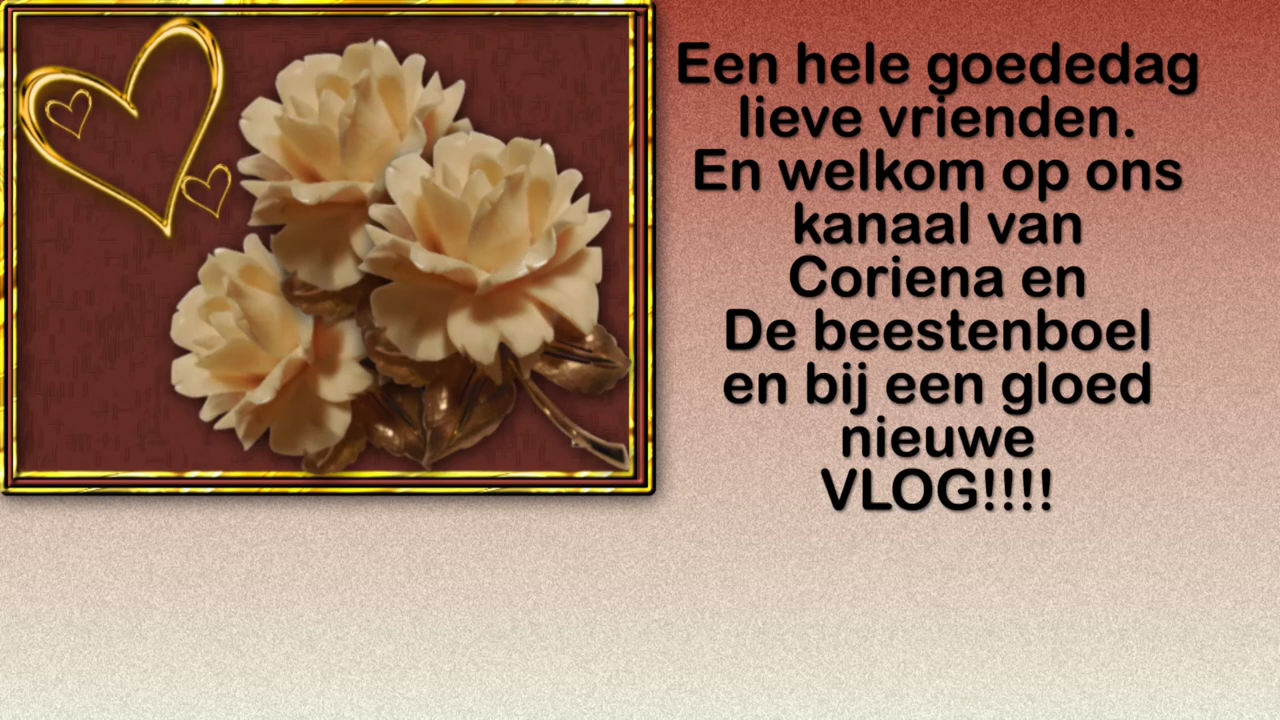 Een hele goededag
lieve vrienden.
En welkom op ons
kanaal van
Coriena en
De beestenboel
en bij een gloed
nieuwe
VLOG!!!!